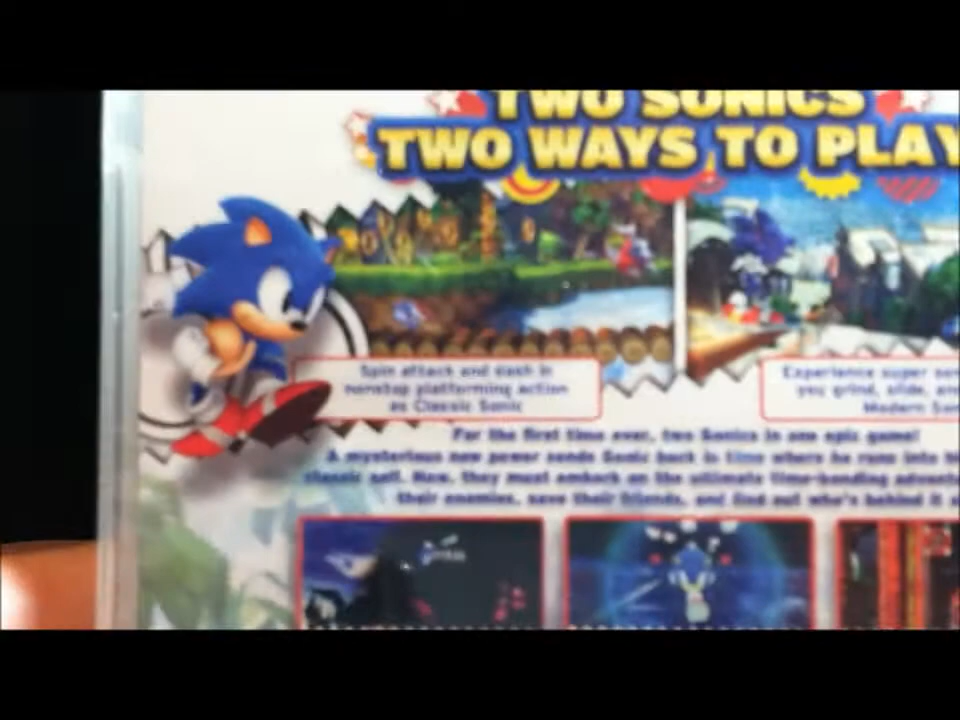 TWO SONICS
TWO WAYS TO PLAY
Spin attack and dash in
nonstop platforming action
as Classic Sonic
Experience super
you grind, slide,
Modern
For the first time ever, two Sonics in one epic game!
A mysterious new power sends Sonic back in time where he runs into
classic self. Now, they must embark on the ultimate time-bending
their enemies, save their friends, and find out who's behind it